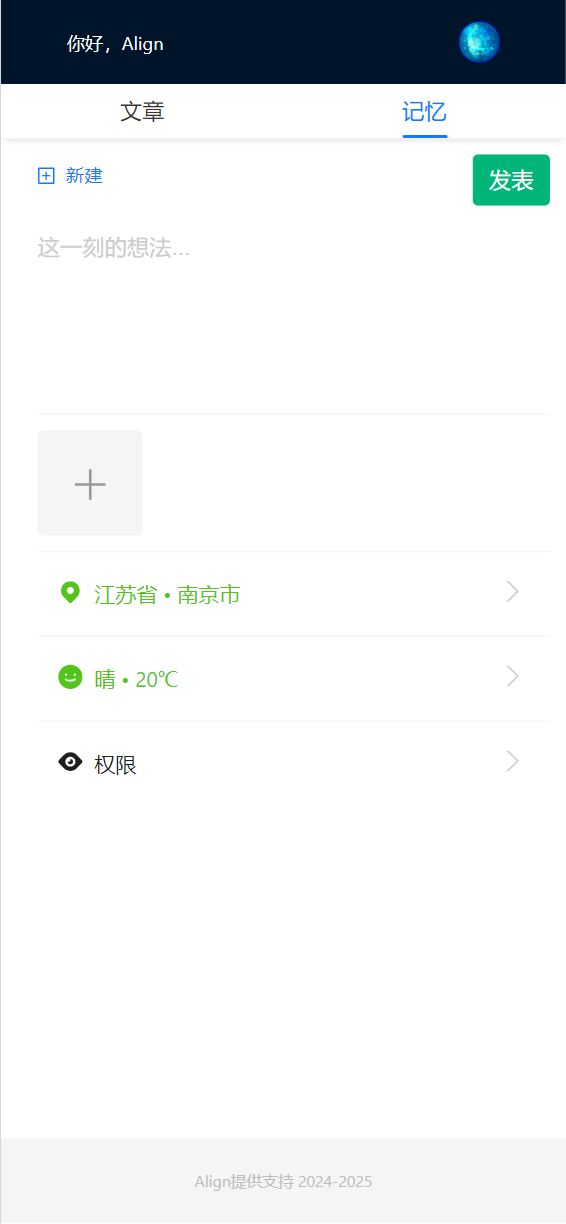 你好，Align
文章
记忆
新建
发表
这一刻的想法...
江苏省 • 南京市
晴 • 20℃
权限
Align提供支持 2024-2025